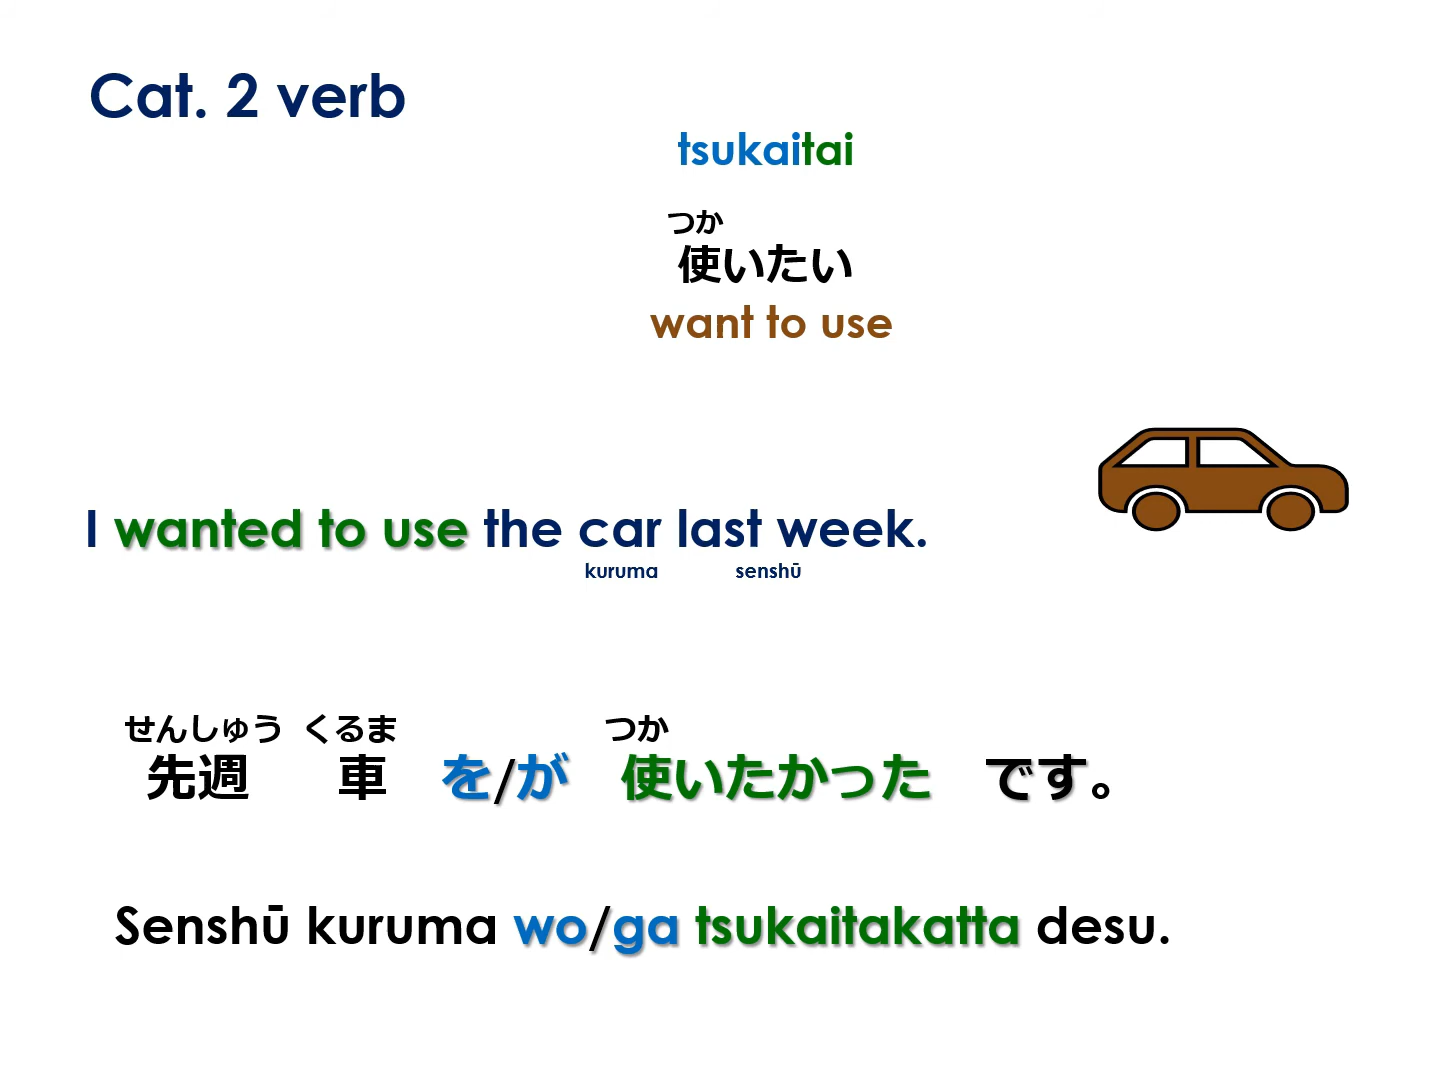 Cat. 2 verb
tsukaitai
つか
使いたい
want to use
I wanted to use the car last week.
kuruma senshū
せんしゅう くるま つか
先週 車 を/が 使いたかった です。
Senshū kuruma wo/ga tsukaitakatta desu.